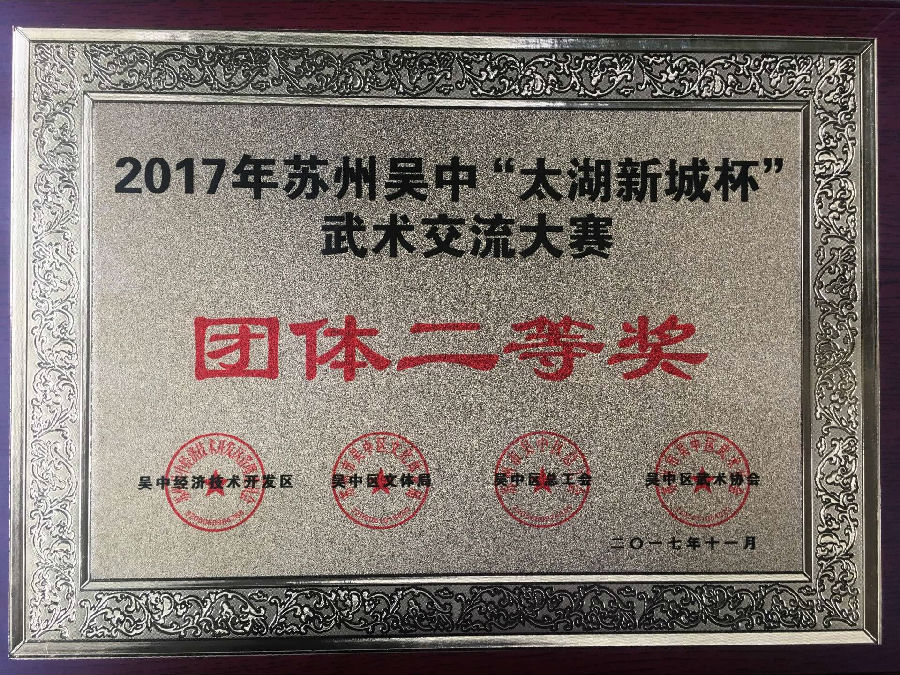 2017年苏州吴中“太湖新城杯”
武术交流大赛
团体二等奖
吴中经济技术开发区 吴中区文体局 吴中区总工会 吴中区武术协会
二〇一七年十一月